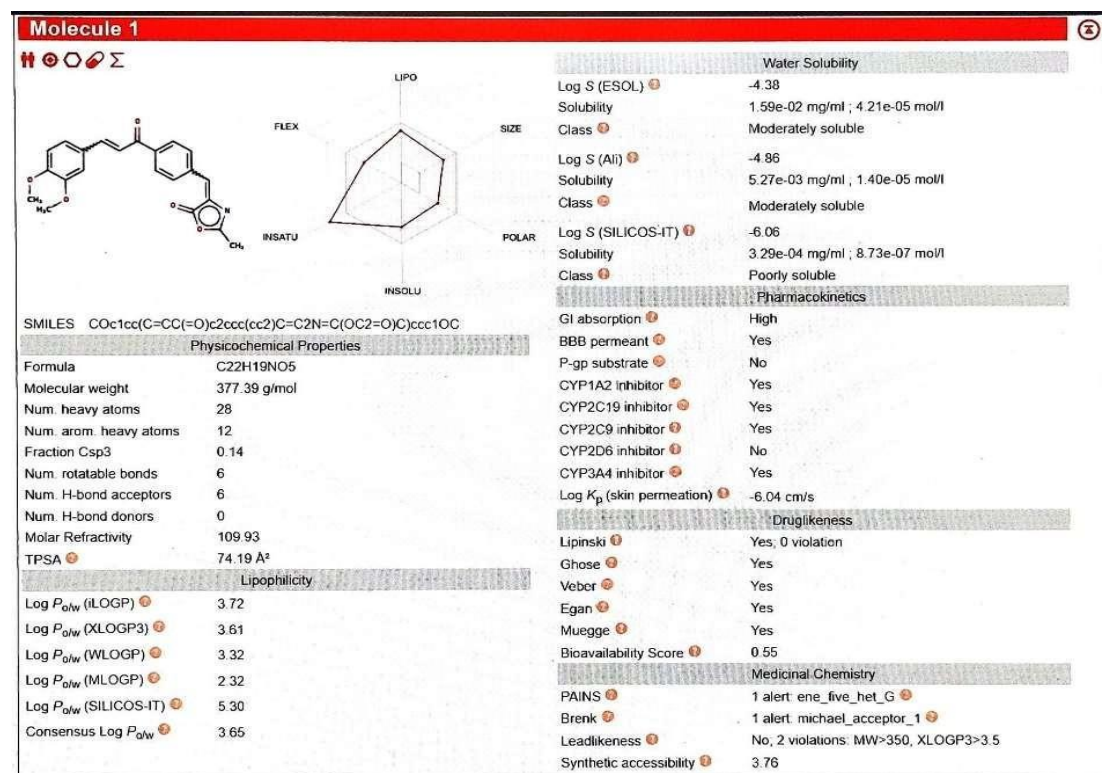 Molecule 1
LIPO
FLEX
SIZE
INSATU
POLAR
INSOLU
O
O
CH₃
H₃C
O
O
O
N
CH₃
SMILES COc1cc(C=CC(=O)c2ccc(cc2)C=C2N=C(OC2=O)C)ccc1OC
Physicochemical Properties
Formula C22H19NO5
Molecular weight 377.39 g/mol
Num. heavy atoms 28
Num. arom. heavy atoms 12
Fraction Csp3 0.14
Num. rotatable bonds 6
Num. H-bond acceptors 6
Num. H-bond donors 0
Molar Refractivity 109.93
TPSA 74.19 Å²
Lipophilicity
Log Po/w (iLOGP) 3.72
Log Po/w (XLOGP3) 3.61
Log Po/w (WLOGP) 3.32
Log Po/w (MLOGP) 2.32
Log Po/w (SILICOS-IT) 5.30
Consensus Log Po/w 3.65
Water Solubility
Log S (ESOL) -4.38
Solubility 1.59e-02 mg/ml ; 4.21e-05 mol/l
Class Moderately soluble
Log S (Ali) -4.86
Solubility 5.27e-03 mg/ml ; 1.40e-05 mol/l
Class Moderately soluble
Log S (SILICOS-IT) -6.06
Solubility 3.29e-04 mg/ml ; 8.73e-07 mol/l
Class Poorly soluble
Pharmacokinetics
GI absorption High
BBB permeant Yes
P-gp substrate No
CYP1A2 inhibitor Yes
CYP2C19 inhibitor Yes
CYP2C9 inhibitor Yes
CYP2D6 inhibitor No
CYP3A4 inhibitor Yes
Log Kp (skin permeation) -6.04 cm/s
Druglikeness
Lipinski Yes; 0 violation
Ghose Yes
Veber Yes
Egan Yes
Muegge Yes
Bioavailability Score 0.55
Medicinal Chemistry
PAINS 1 alert: ene_five_het_G
Brenk 1 alert: michael_acceptor_1
Leadlikeness No; 2 violations: MW>350, XLOGP3>3.5
Synthetic accessibility 3.76